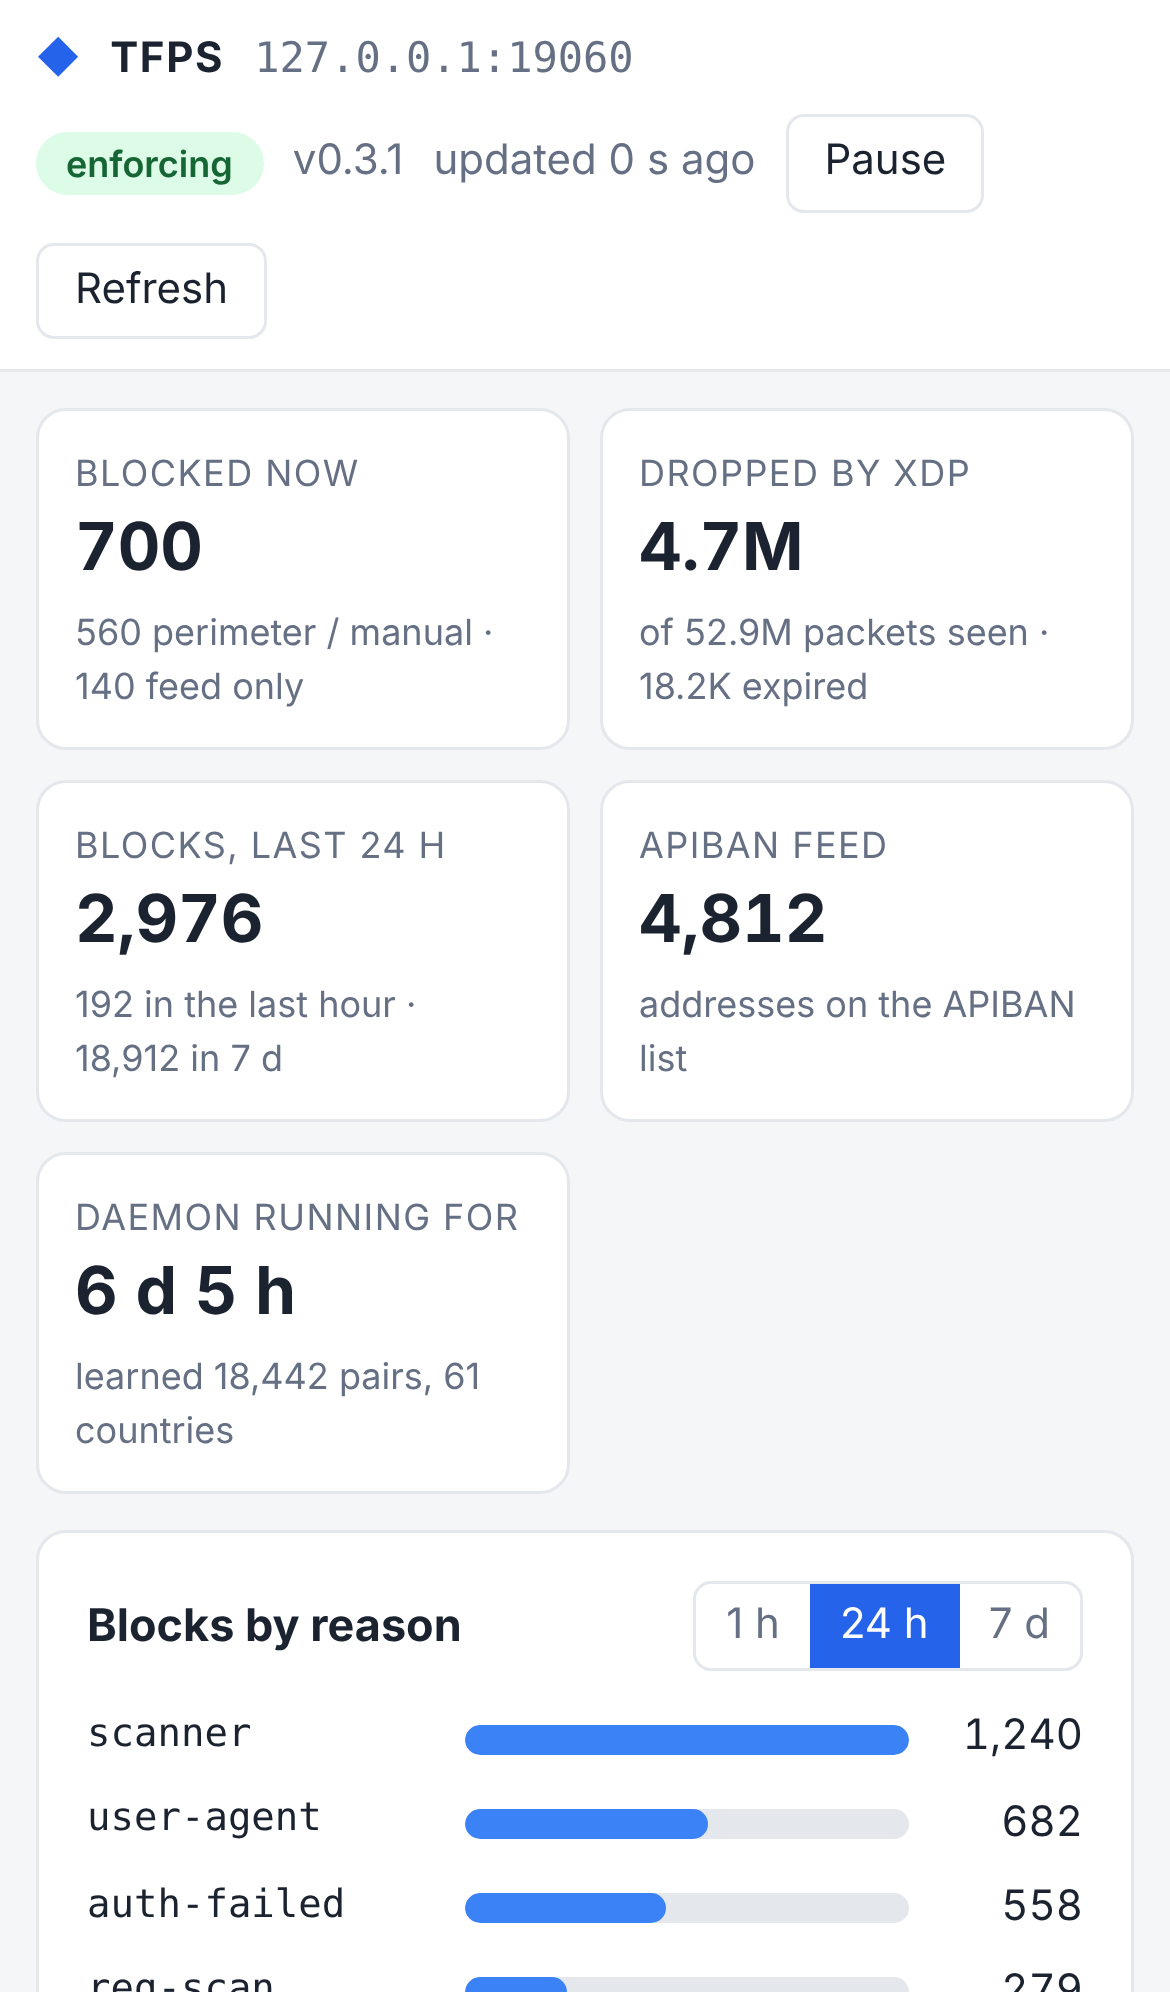 TFPS 127.0.0.1:19060
enforcing v0.3.1 updated 0 s ago Pause
Refresh
BLOCKED NOW
700
560 perimeter / manual ·
140 feed only
DROPPED BY XDP
4.7M
of 52.9M packets seen ·
18.2K expired
BLOCKS, LAST 24 H
2,976
192 in the last hour ·
18,912 in 7 d
APIBAN FEED
4,812
addresses on the APIBAN
list
DAEMON RUNNING FOR
6 d 5 h
learned 18,442 pairs, 61
countries
Blocks by reason 1 h 24 h 7 d
scanner 1,240
user-agent 682
auth-failed 558
reg-scan 279